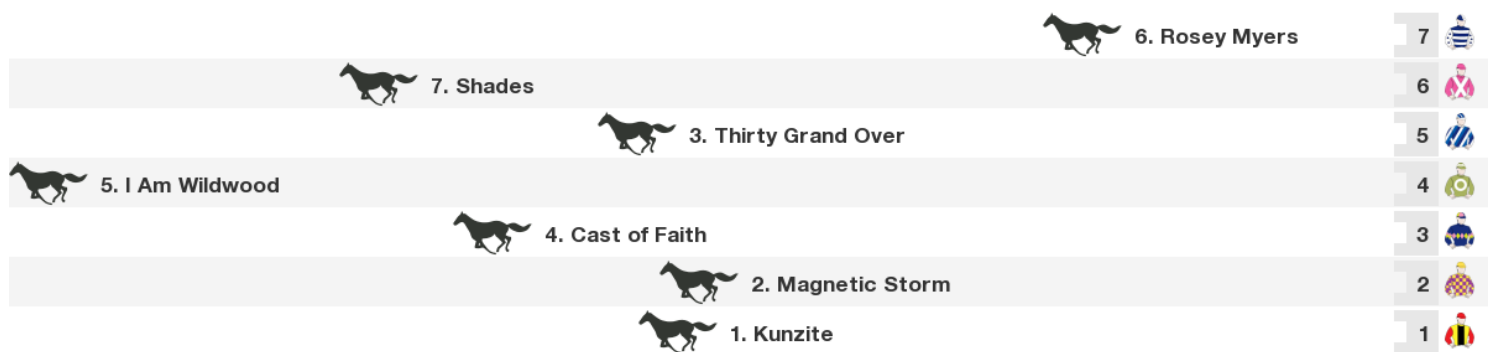 6. Rosey Myers 7
7. Shades 6
3. Thirty Grand Over 5
5. I Am Wildwood 4
4. Cast of Faith 3
2. Magnetic Storm 2
1. Kunzite 1